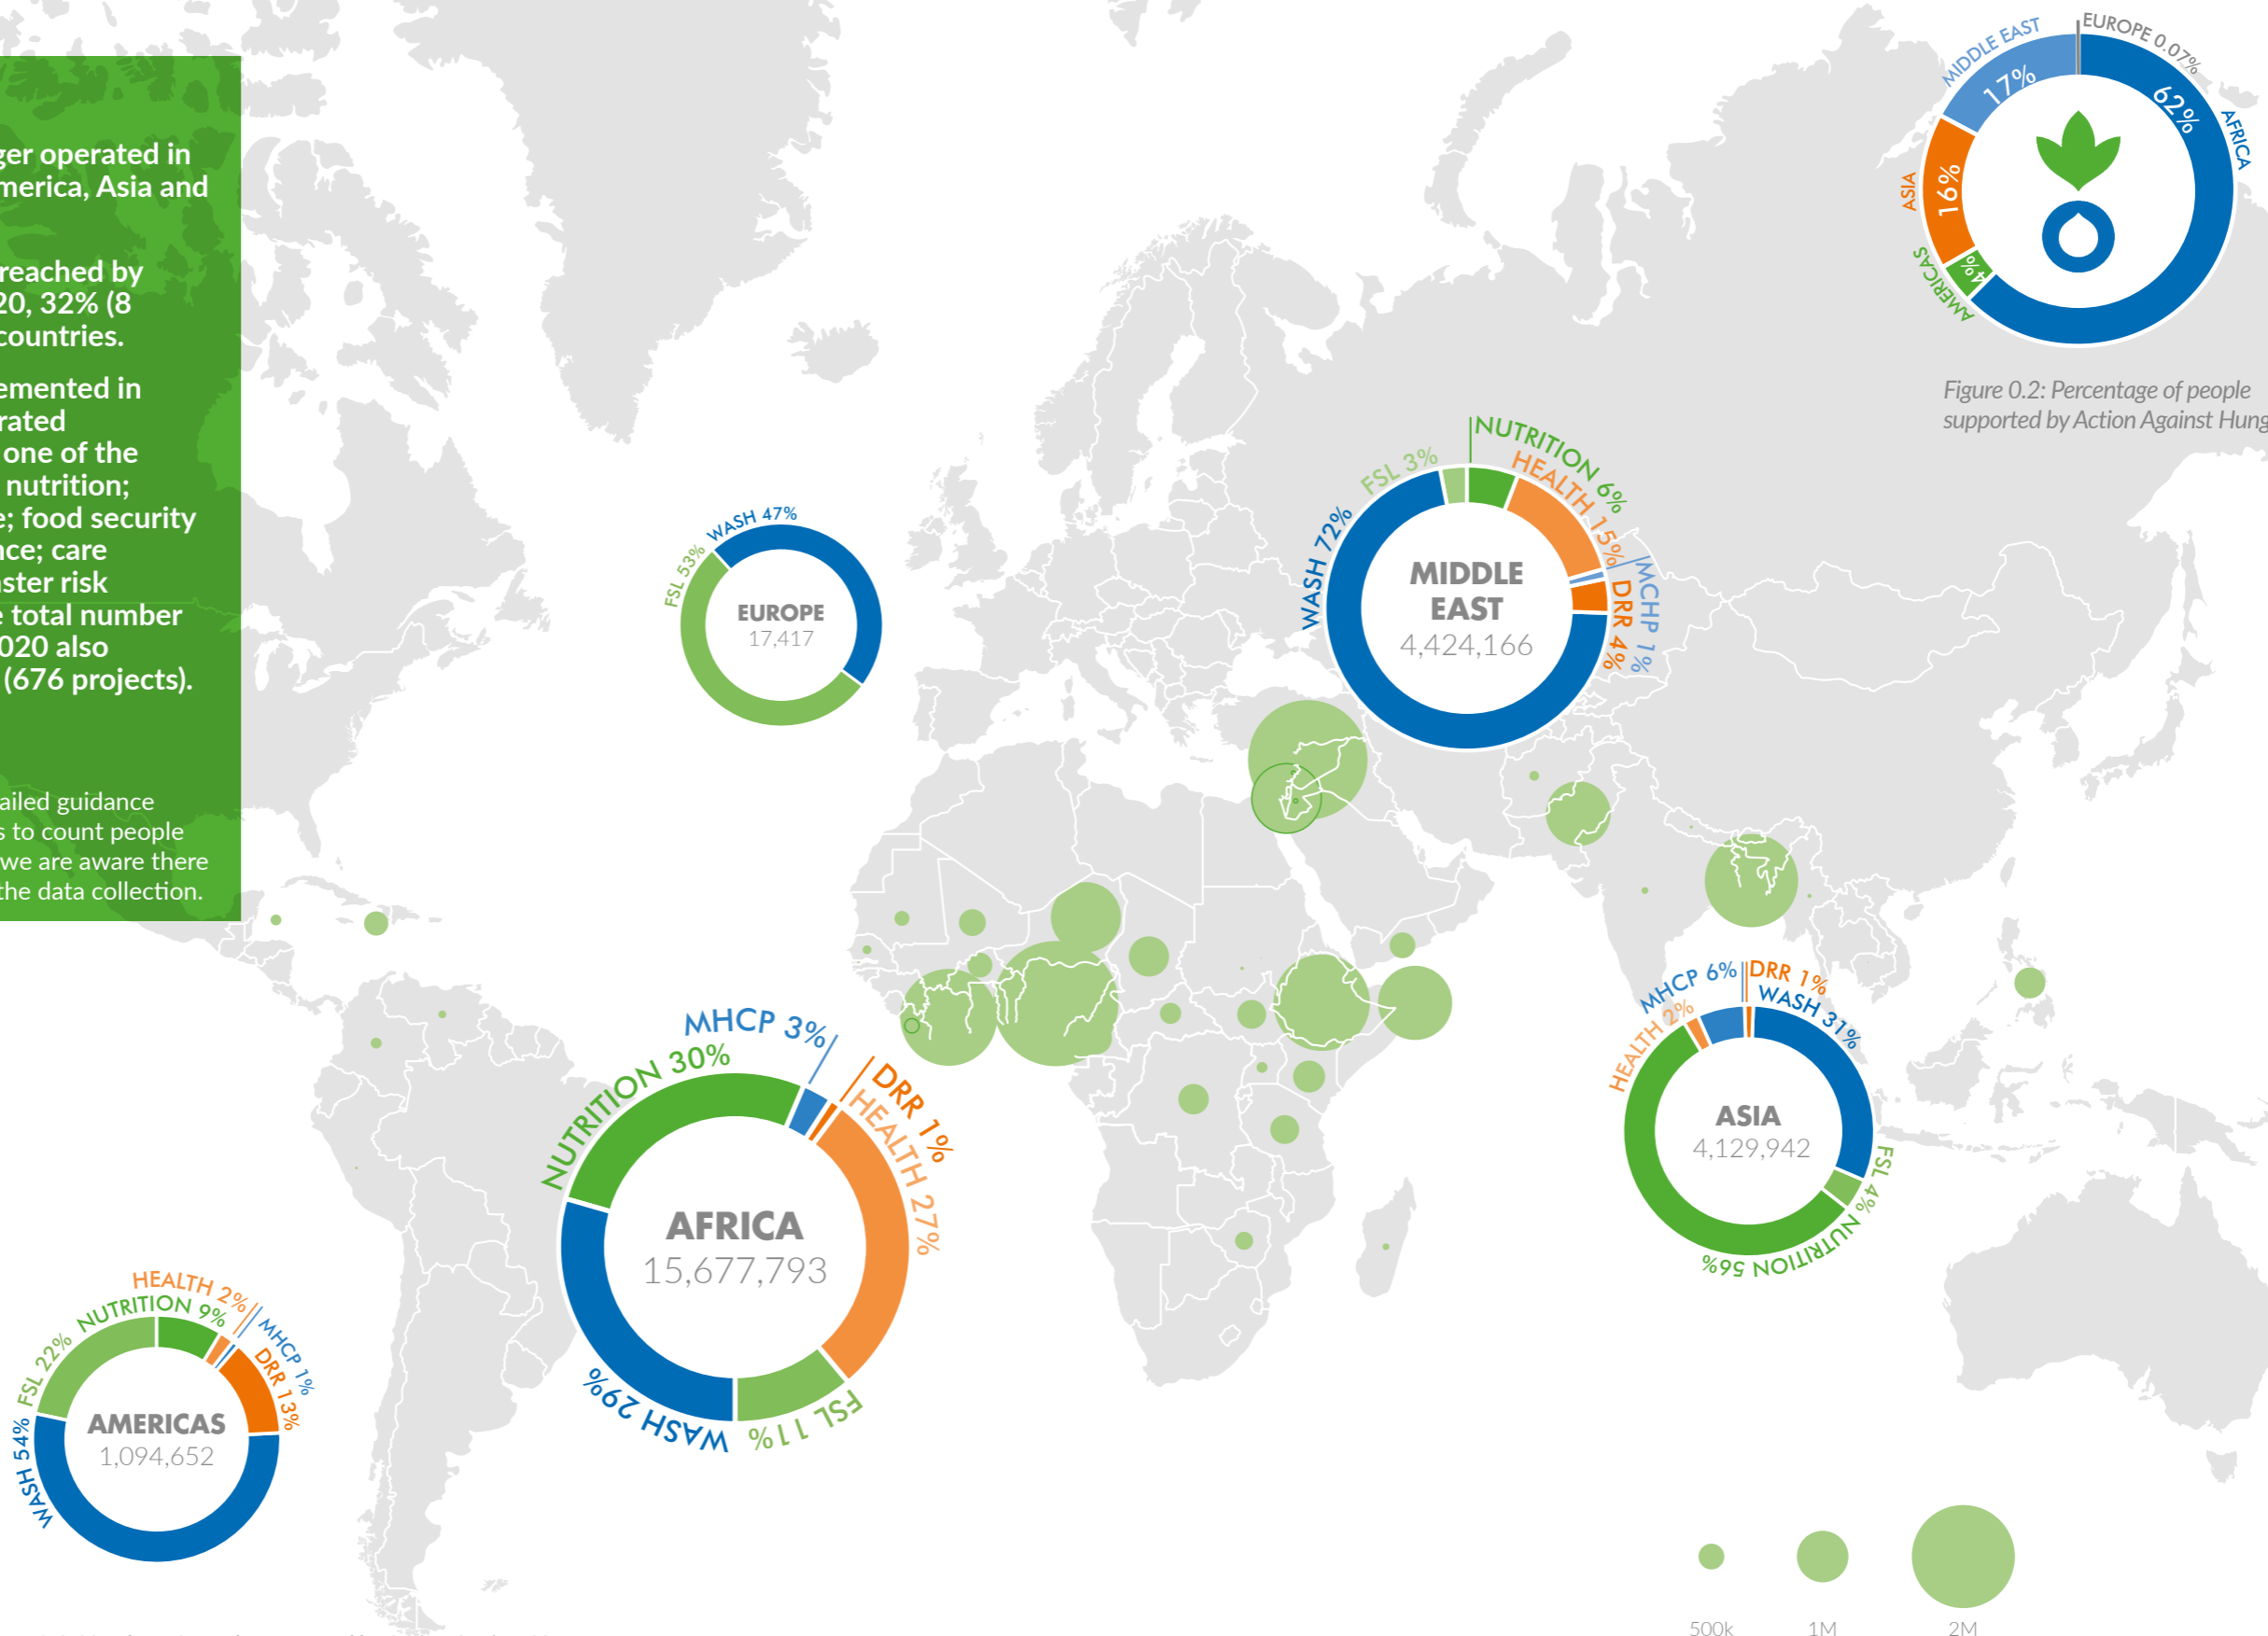 ger operated in
merica, Asia and
reached by
20, 32% (8
countries.
emented in
rated
one of the
nutrition;
e; food security
nce; care
aster risk
e total number
020 also
(676 projects).
ailed guidance
s to count people
we are aware there
the data collection.
MIDDLE EAST
17%
EUROPE 0.07%
62%
AFRICA
ASIA
16%
AMERICAS
4%
Figure 0.2: Percentage of people
supported by Action Against Hung
WASH 47%
FSL 53%
EUROPE
17,417
FSL 3%
NUTRITION 6%
HEALTH 15%
MCHP 1%
DRR 4%
WASH 72%
MIDDLE
EAST
4,424,166
MHCP 3%
NUTRITION 30%
DRR 1%
HEALTH 27%
FSL 11%
WASH 29%
AFRICA
15,677,793
MHCP 6%
DRR 1%
WASH 31%
HEALTH 2%
FSL 4%
NUTRITION 56%
ASIA
4,129,942
HEALTH 2%
NUTRITION 9%
MHCP 1%
DRR 13%
FSL 22%
WASH 54%
AMERICAS
1,094,652
500k
1M
2M